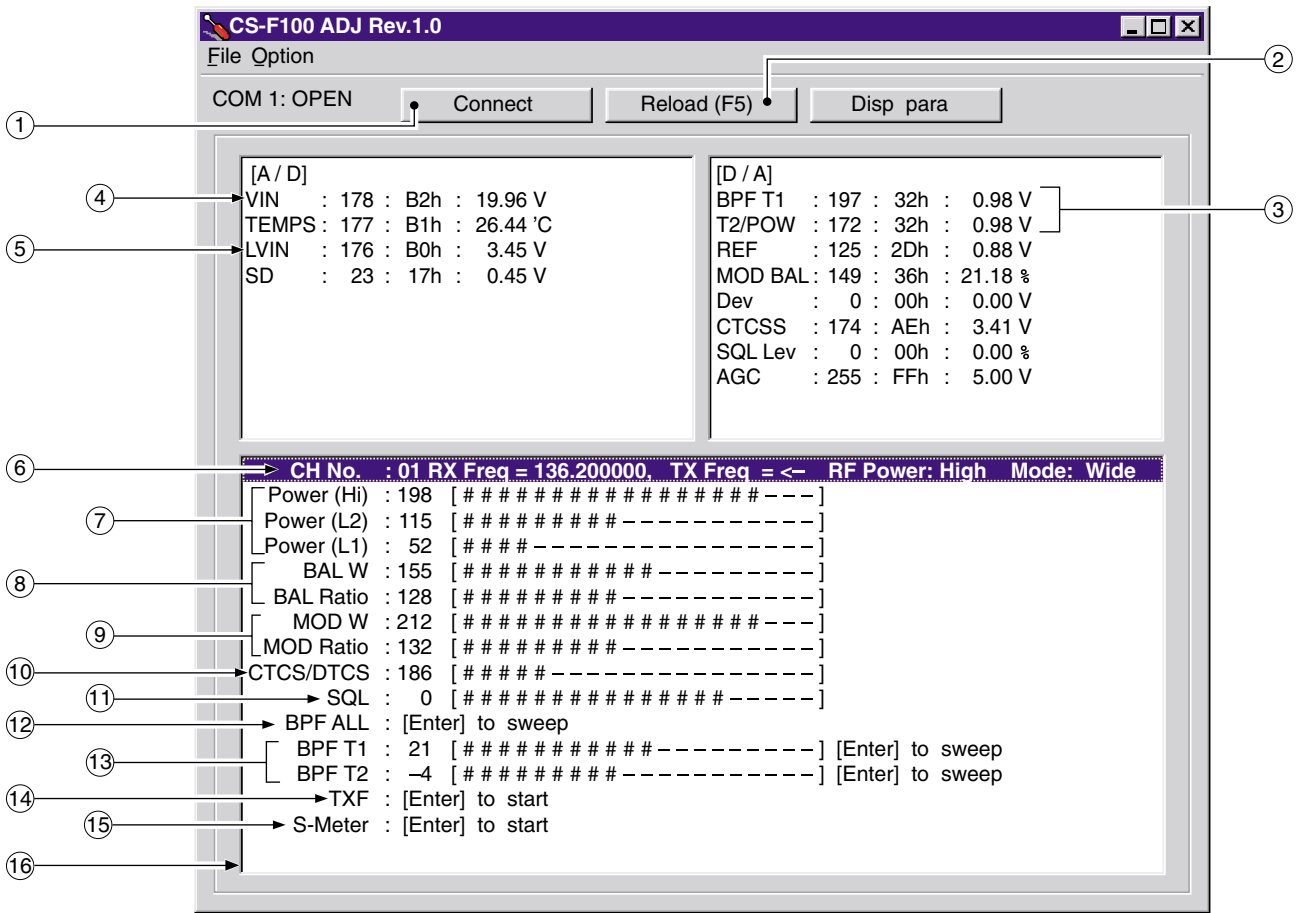 CS-F100 ADJ Rev.1.0
File Option
②
COM 1: OPEN Connect Reload (F5) Disp para
①
[A / D]
④ VIN : 178 : B2h : 19.96 V
TEMPS : 177 : B1h : 26.44 'C
⑤ LVIN : 176 : B0h : 3.45 V
SD : 23 : 17h : 0.45 V
[D / A]
BPF T1 : 197 : 32h : 0.98 V
③
T2/POW : 172 : 32h : 0.98 V
REF : 125 : 2Dh : 0.88 V
MOD BAL : 149 : 36h : 21.18 %
Dev : 0 : 00h : 0.00 V
CTCSS : 174 : AEh : 3.41 V
SQL Lev : 0 : 00h : 0.00 %
AGC : 255 : FFh : 5.00 V
⑥ CH No. : 01 RX Freq = 136.200000, TX Freq = <– RF Power: High Mode: Wide
Power (Hi) : 198 [ # # # # # # # # # # # # # # # # # – – – ]
⑦ Power (L2) : 115 [ # # # # # # # # # – – – – – – – – – – – ]
Power (L1) : 52 [ # # # # – – – – – – – – – – – – – – – – ]
BAL W : 155 [ # # # # # # # # # # # – – – – – – – – – ]
⑧
BAL Ratio : 128 [ # # # # # # # # # – – – – – – – – – – – ]
MOD W : 212 [ # # # # # # # # # # # # # # # # # – – – ]
⑨
MOD Ratio : 132 [ # # # # # # # # # – – – – – – – – – – – ]
⑩ CTCS/DTCS : 186 [ # # # # # – – – – – – – – – – – – – – – ]
⑪ SQL : 0 [ # # # # # # # # # # # # # # # – – – – – ]
⑫ BPF ALL : [Enter] to sweep
BPF T1 : 21 [ # # # # # # # # # # # – – – – – – – – – ] [Enter] to sweep
⑬
BPF T2 : –4 [ # # # # # # # # # – – – – – – – – – – – ] [Enter] to sweep
⑭ TXF : [Enter] to start
⑮ S-Meter : [Enter] to start
⑯